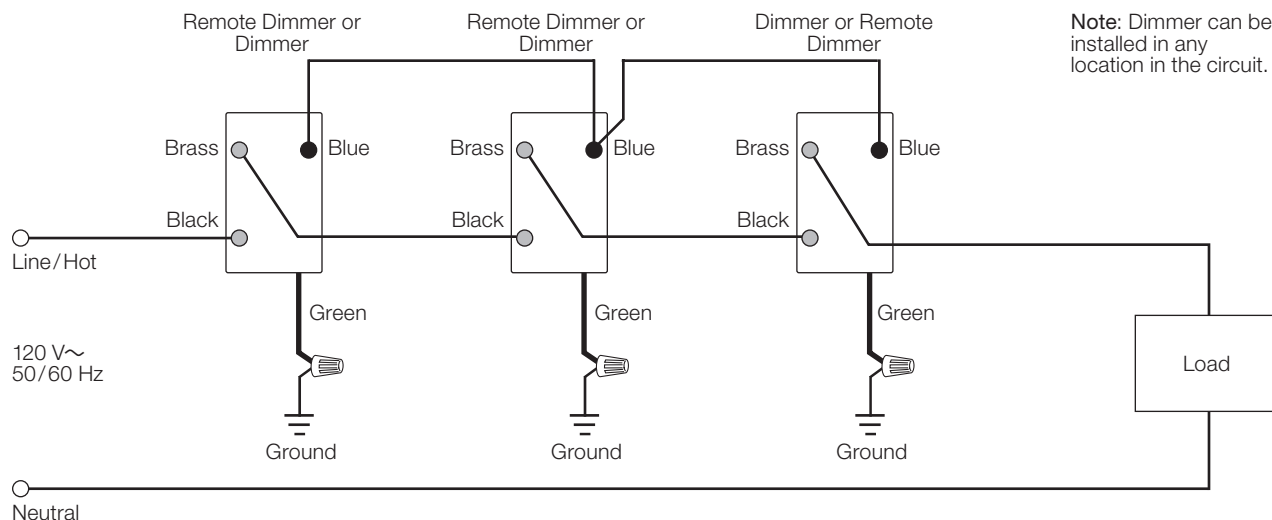 Remote Dimmer or
Dimmer
Remote Dimmer or
Dimmer
Dimmer or Remote
Dimmer
Note: Dimmer can be
installed in any
location in the circuit.
Brass
Blue
Brass
Blue
Brass
Blue
Black
Black
Black
Line/Hot
Green
Green
Green
120 V~
50/60 Hz
Load
Ground
Ground
Ground
Neutral